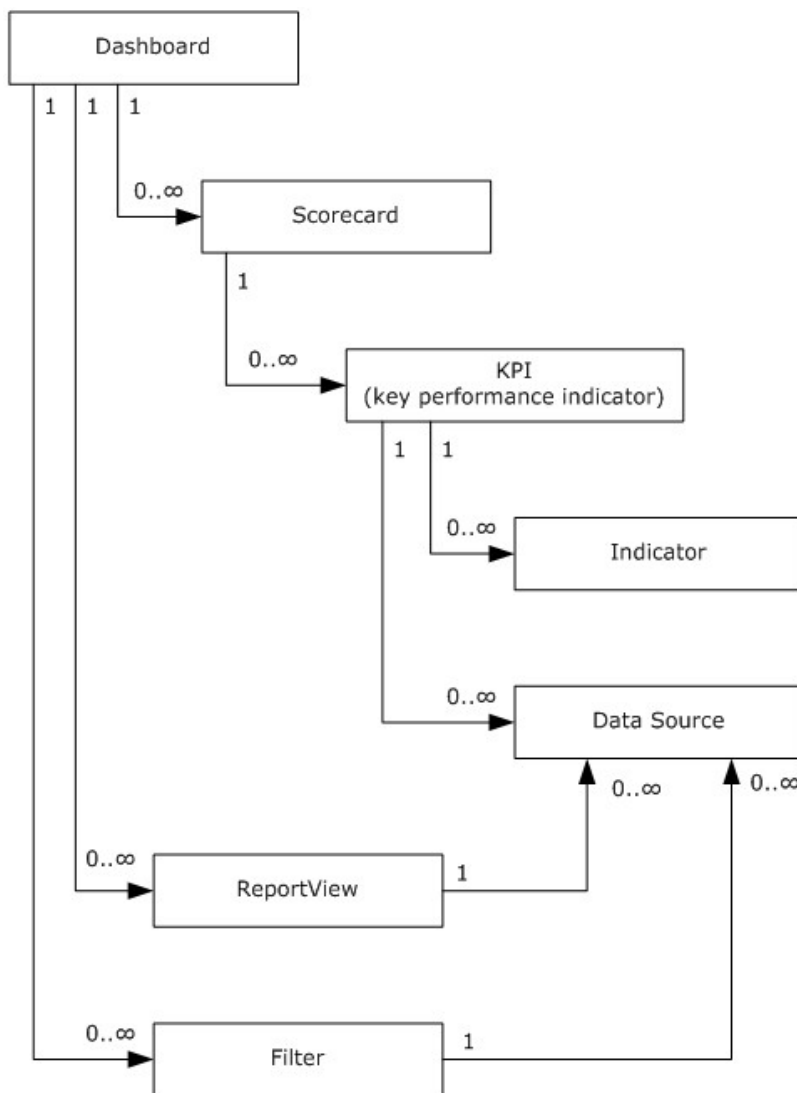 Dashboard
1
1
1
0..∞
Scorecard
1
0..∞
KPI
(key performance indicator)
1
1
0..∞
Indicator
0..∞
Data Source
0..∞
0..∞
0..∞
ReportView
1
0..∞
Filter
1